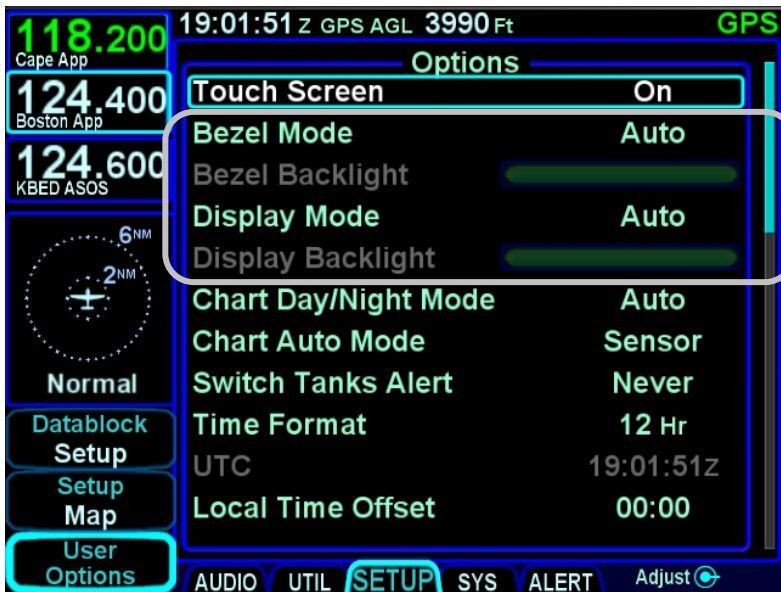 118.200
Cape App
124.400
Boston App
124.600
KBED ASOS
6NM
2NM
Normal
Datablock
Setup
Setup
Map
User
Options
19:01:51 Z GPS AGL 3990 Ft GPS
Options
Touch Screen On
Bezel Mode Auto
Bezel Backlight
Display Mode Auto
Display Backlight
Chart Day/Night Mode Auto
Chart Auto Mode Sensor
Switch Tanks Alert Never
Time Format 12 Hr
UTC 19:01:51Z
Local Time Offset 00:00
AUDIO UTIL SETUP SYS ALERT Adjust